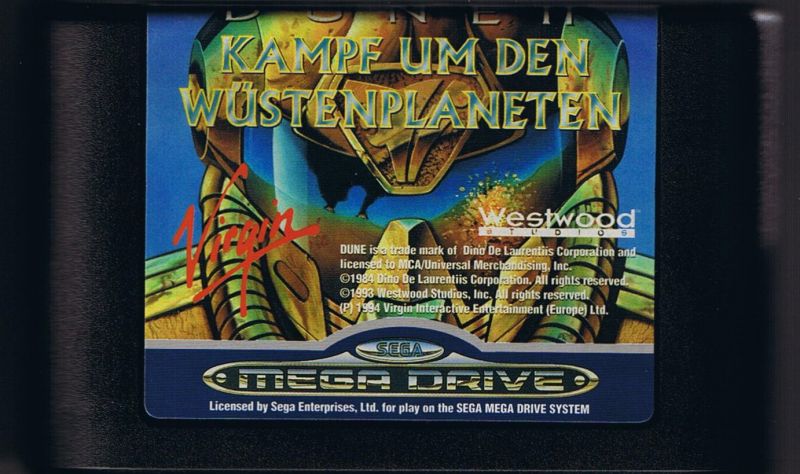 DUNE II
KAMPF UM DEN
WÜSTENPLANETEN
Virgin
Westwood
STUDIOS
DUNE is a trade mark of Dino De Laurentiis Corporation and
licensed to MCA/Universal Merchandising, Inc.
©1984 Dino De Laurentiis Corporation. All rights reserved.
©1993 Westwood Studios, Inc. All rights reserved.
(P) 1994 Virgin Interactive Entertainment (Europe) Ltd.
SEGA
MEGA DRIVE
Licensed by Sega Enterprises, Ltd. for play on the SEGA MEGA DRIVE SYSTEM